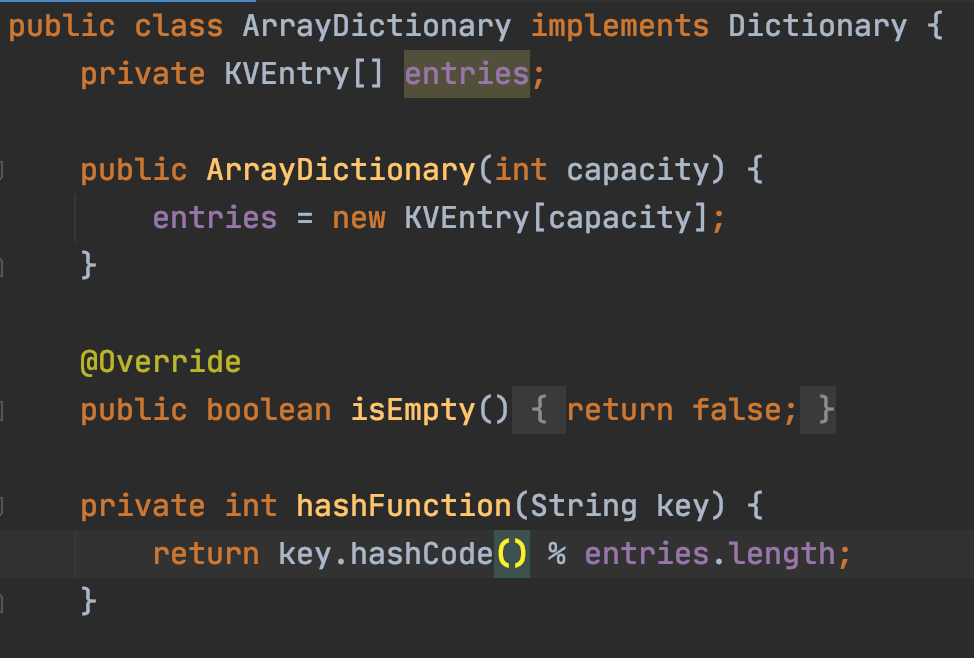 public class ArrayDictionary implements Dictionary {
    private KVEntry[] entries;

    public ArrayDictionary(int capacity) {
        entries = new KVEntry[capacity];
    }

    @Override
    public boolean isEmpty() { return false; }

    private int hashFunction(String key) {
        return key.hashCode() % entries.length;
    }